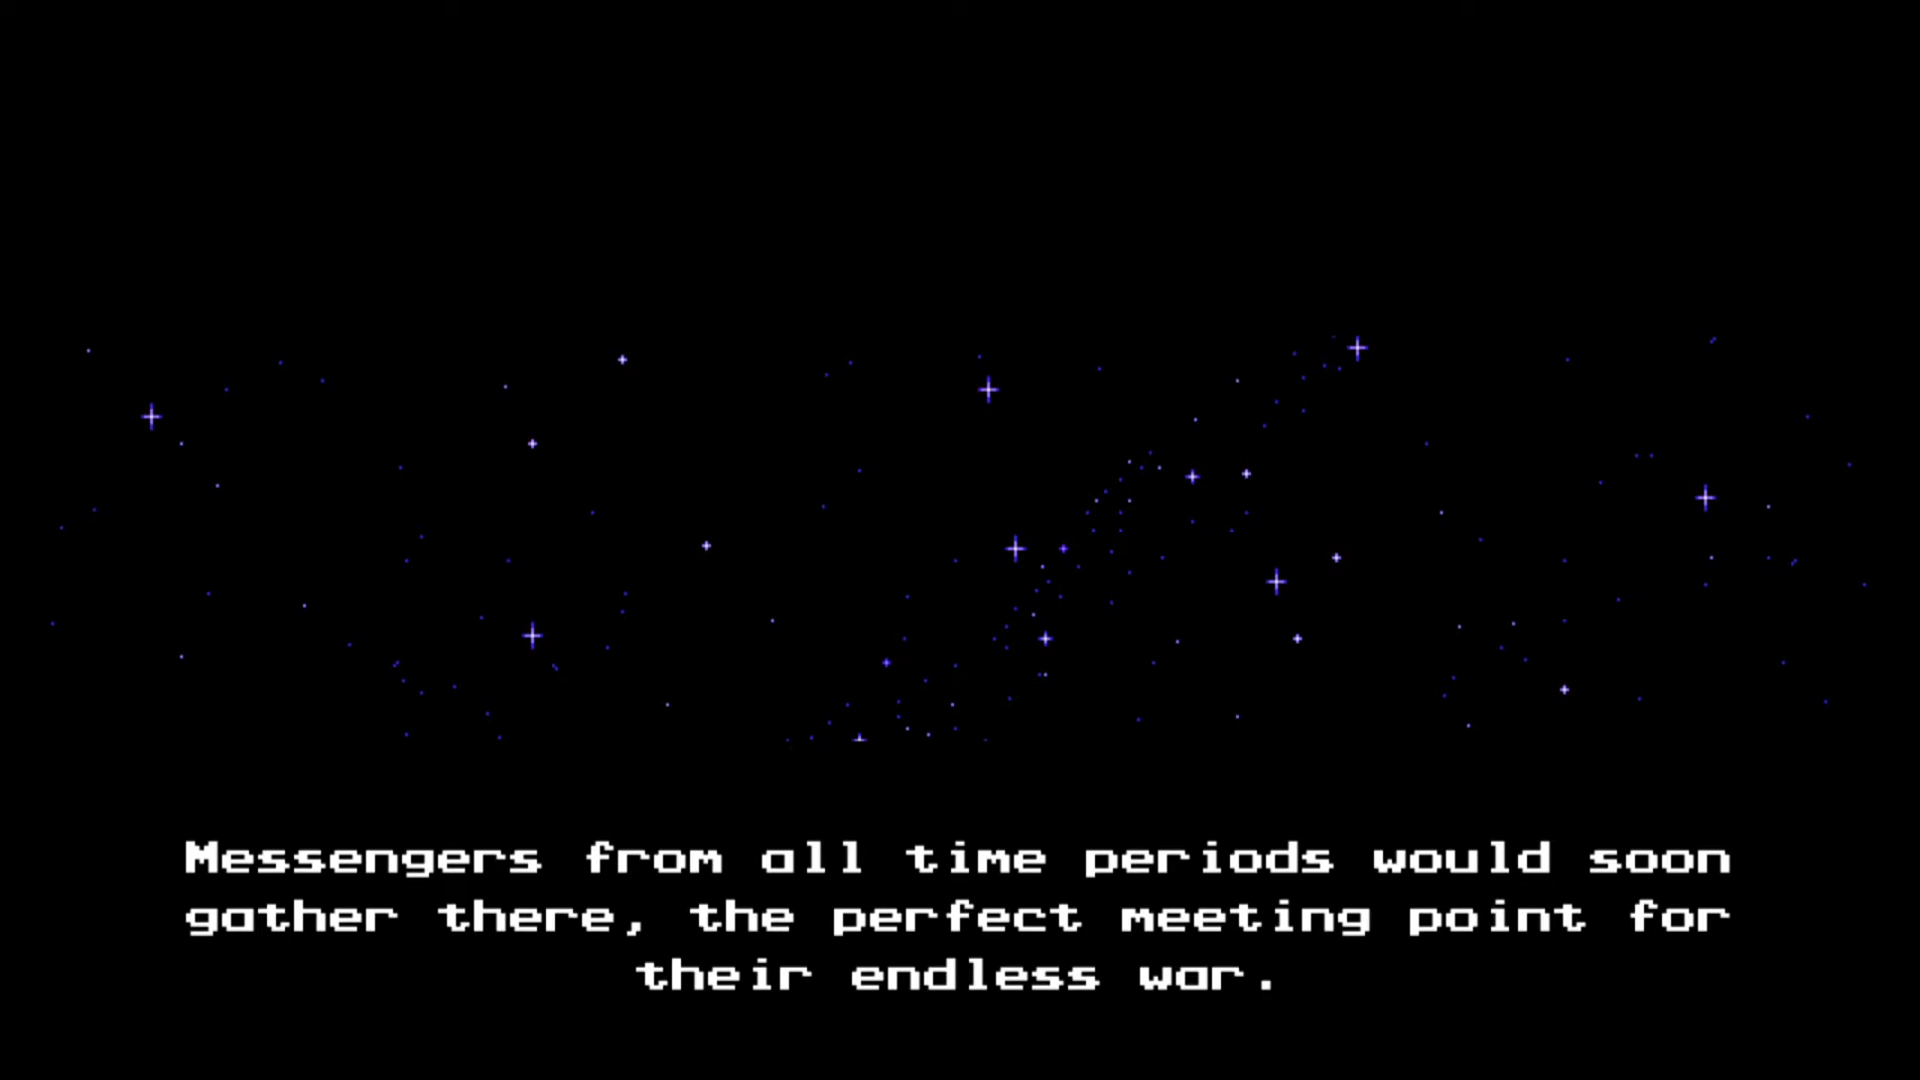 Messengers from all time periods would soon
gather there, the perfect meeting point for
their endless war.